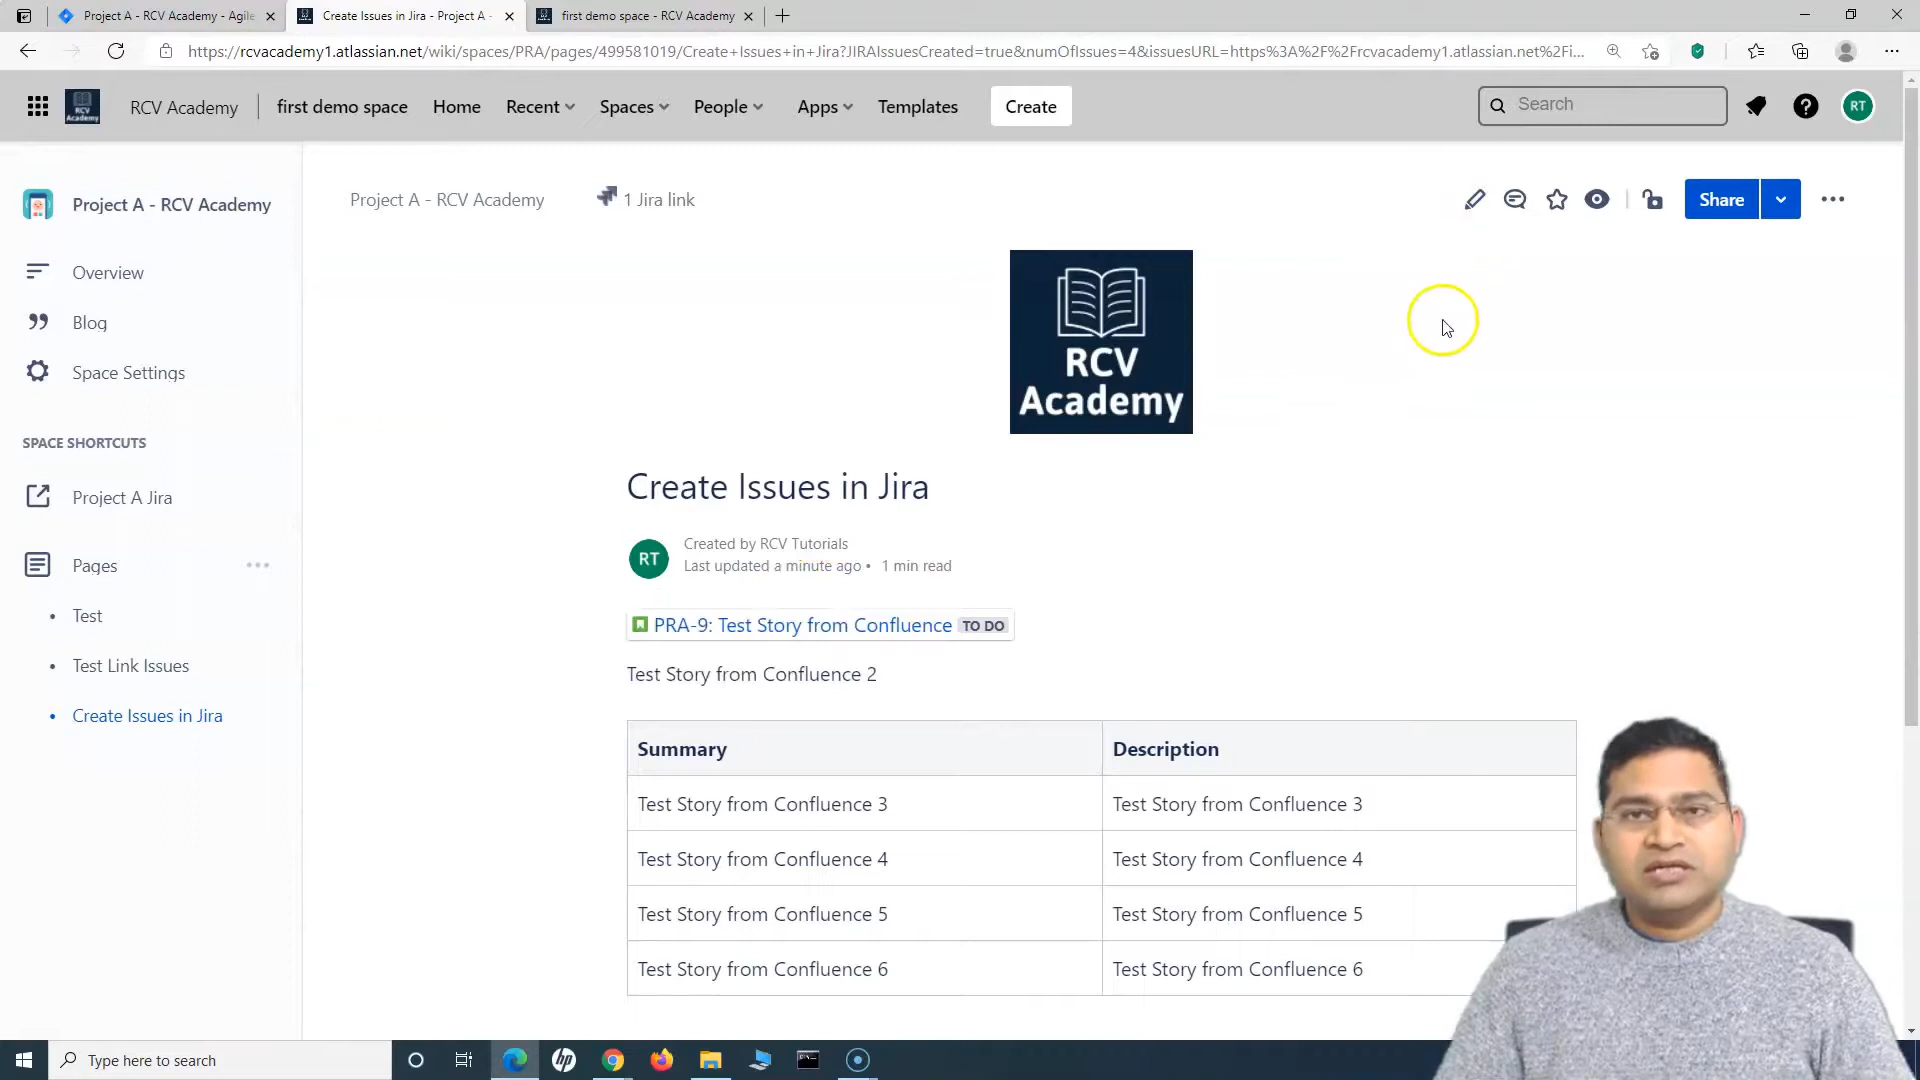 Project A - RCV Academy - Agile
Create Issues in Jira - Project A -
first demo space - RCV Academy
https://rcvacademy1.atlassian.net/wiki/spaces/PRA/pages/499581019/Create+Issues+in+Jira?JIRAIssuesCreated=true&numOfIssues=4&issuesURL=https%3A%2F%2Frcvacademy1.atlassian.net%2Fi...
RCV Academy
RCV Academy
first demo space
Home
Recent
Spaces
People
Apps
Templates
Create
Search
RT
Project A - RCV Academy
Overview
Blog
Space Settings
SPACE SHORTCUTS
Project A Jira
Pages
Test
Test Link Issues
Create Issues in Jira
Project A - RCV Academy
1 Jira link
Share
RCV
Academy
Create Issues in Jira
RT
Created by RCV Tutorials
Last updated a minute ago • 1 min read
PRA-9: Test Story from Confluence TO DO
Test Story from Confluence 2
Summary Description
Test Story from Confluence 3 Test Story from Confluence 3
Test Story from Confluence 4 Test Story from Confluence 4
Test Story from Confluence 5 Test Story from Confluence 5
Test Story from Confluence 6 Test Story from Confluence 6
Type here to search
hp